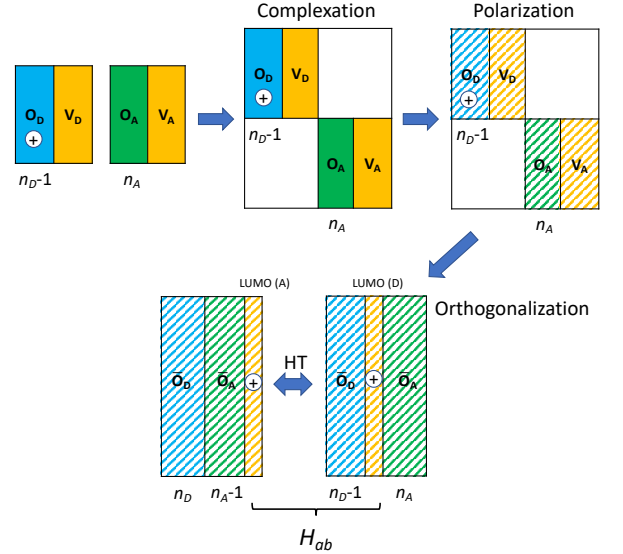 Complexation
Polarization
O_D V_D
+
O_A V_A
n_D-1
n_A
O_D V_D
+
n_D-1
O_A V_A
n_A
O_D V_D
+
n_D-1
O_A V_A
n_A
Orthogonalization
LUMO (A)
LUMO (D)
Ō_D Ō_A +
HT
Ō_D + Ō_A
n_D n_A-1
n_D-1 n_A
H_ab